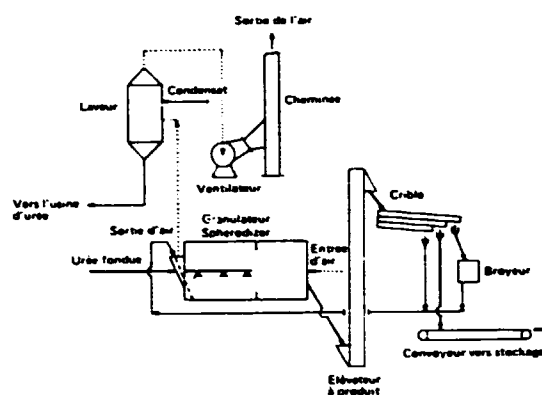 Sortie de l'air
Laveur
Condensat
Cheminée
Ventilateur
Vers l'usine
d'urée
Crible
Granulateur
Spherodizer
Sortie d'air
Entrée
d'air
Urée fondue
Broyeur
Convoyeur vers stockage
Elévateur
à produit